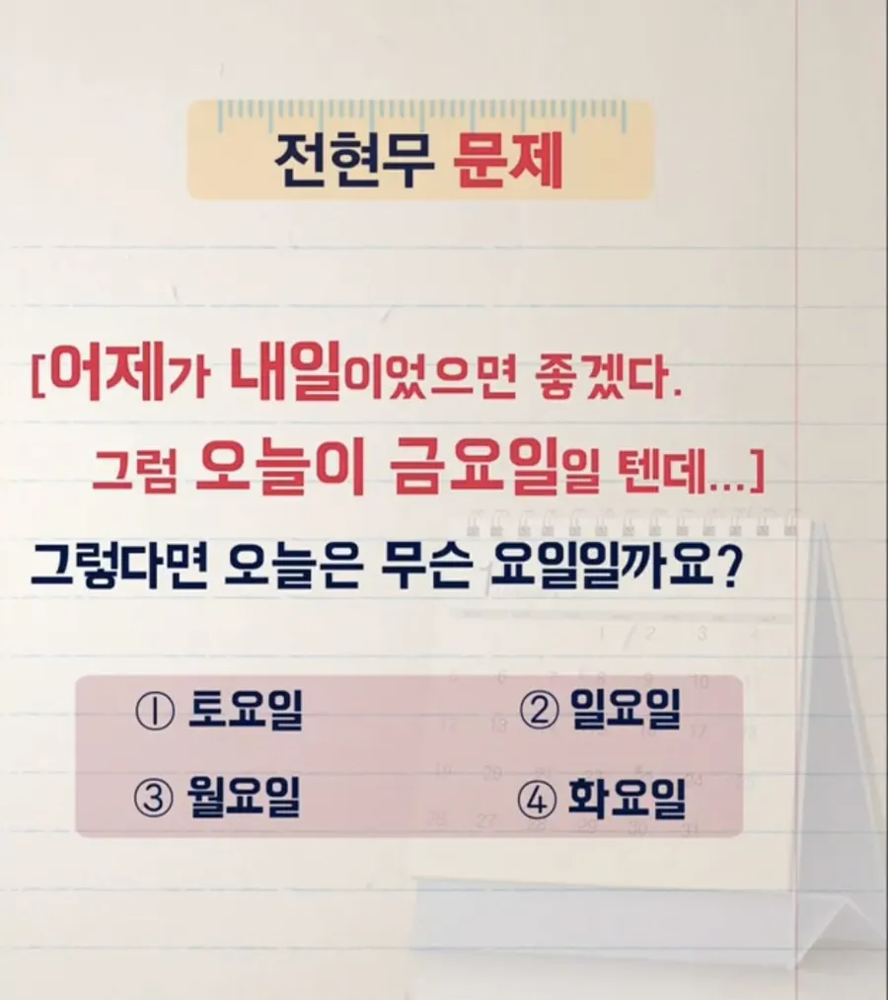 전현무 문제
[어제가 내일이었으면 좋겠다.
그럼 오늘이 금요일일 텐데...]
그렇다면 오늘은 무슨 요일일까요?
① 토요일 ② 일요일
③ 월요일 ④ 화요일